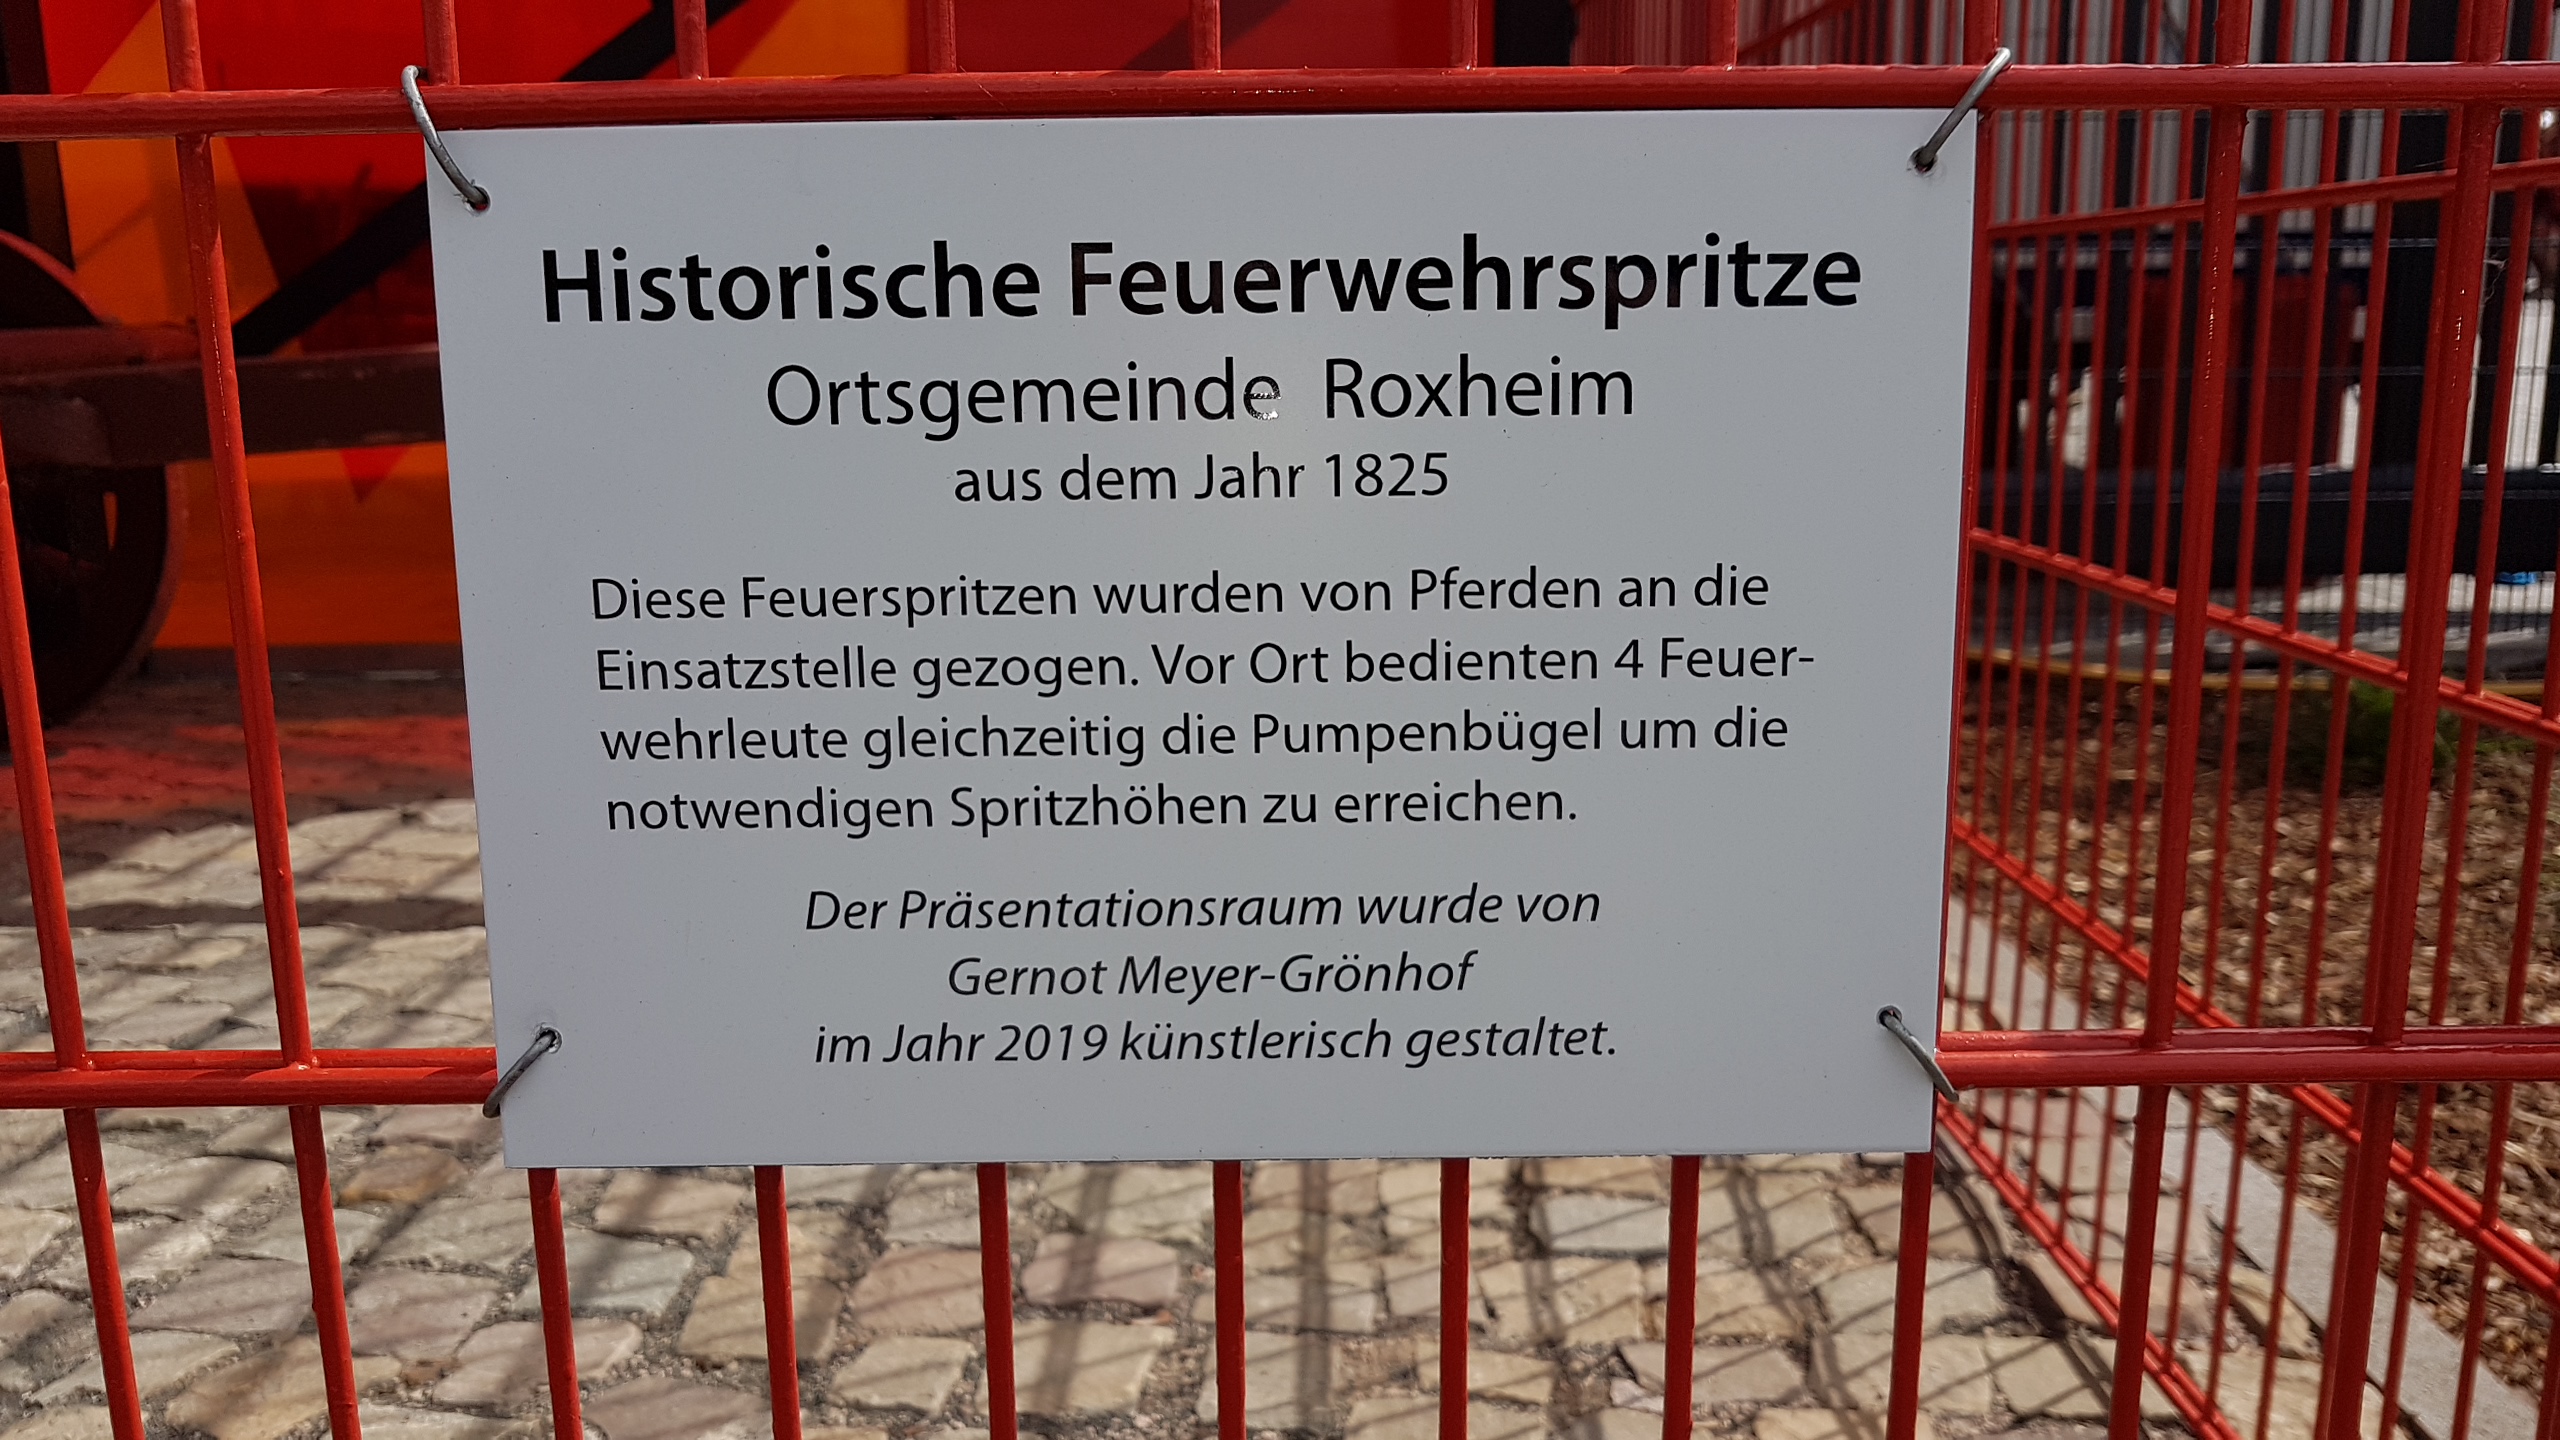 Historische Feuerwehrspritze
Ortsgemeinde Roxheim
aus dem Jahr 1825
Diese Feuerspritzen wurden von Pferden an die
Einsatzstelle gezogen. Vor Ort bedienten 4 Feuer-
wehrleute gleichzeitig die Pumpenbügel um die
notwendigen Spritzhöhen zu erreichen.
Der Präsentationsraum wurde von
Gernot Meyer-Grönhof
im Jahr 2019 künstlerisch gestaltet.